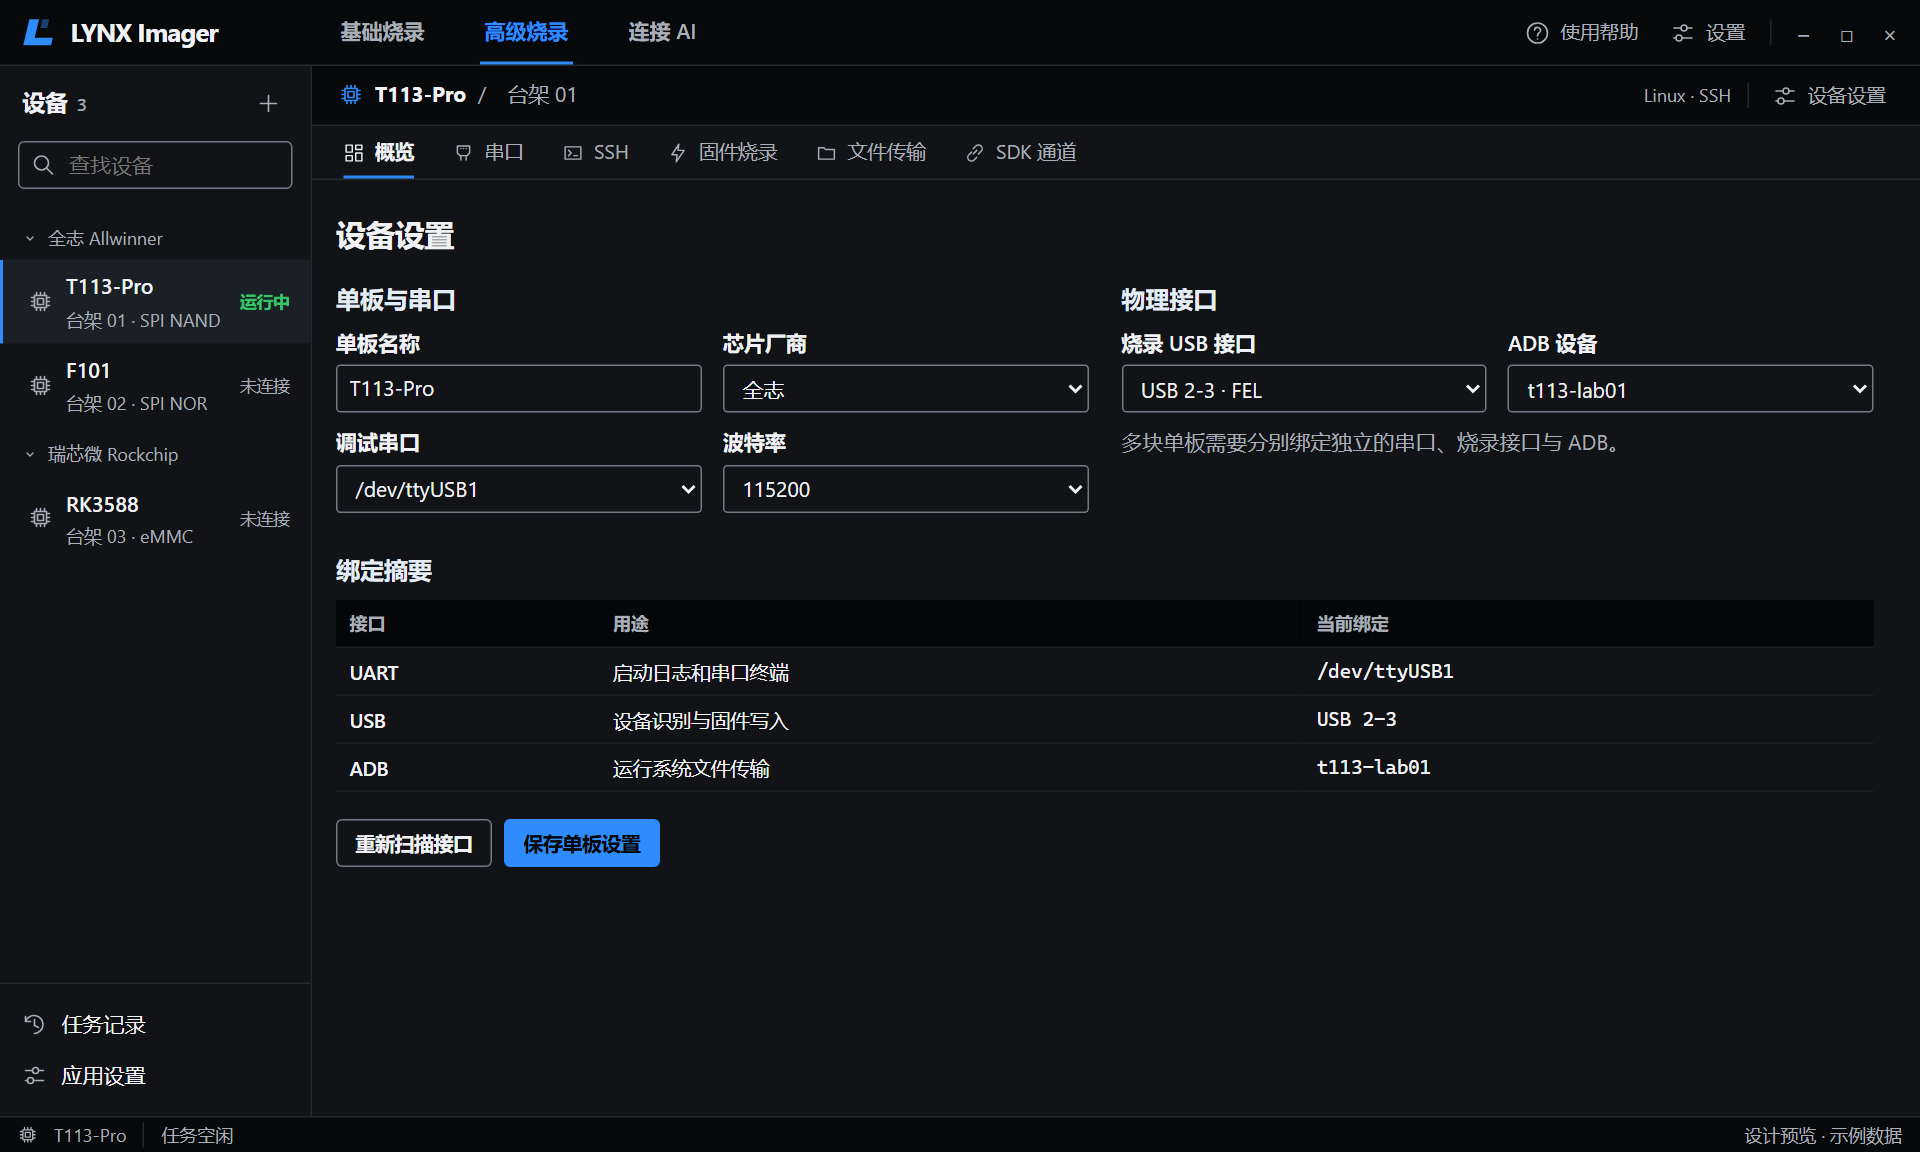 LYNX Imager
基础烧录
高级烧录
连接 AI
使用帮助
设置
设备 3
查找设备
全志 Allwinner
T113-Pro
台架 01 · SPI NAND
运行中
F101
台架 02 · SPI NOR
未连接
瑞芯微 Rockchip
RK3588
台架 03 · eMMC
未连接
任务记录
应用设置
T113-Pro / 台架 01
Linux · SSH
设备设置
概览
串口
SSH
固件烧录
文件传输
SDK 通道
设备设置
单板与串口
单板名称
T113-Pro
芯片厂商
全志
调试串口
/dev/ttyUSB1
波特率
115200
物理接口
烧录 USB 接口
USB 2-3 · FEL
ADB 设备
t113-lab01
多块单板需要分别绑定独立的串口、烧录接口与 ADB。
绑定摘要
接口 用途 当前绑定
UART 启动日志和串口终端 /dev/ttyUSB1
USB 设备识别与固件写入 USB 2-3
ADB 运行系统文件传输 t113-lab01
重新扫描接口
保存单板设置
T113-Pro
任务空闲
设计预览 · 示例数据